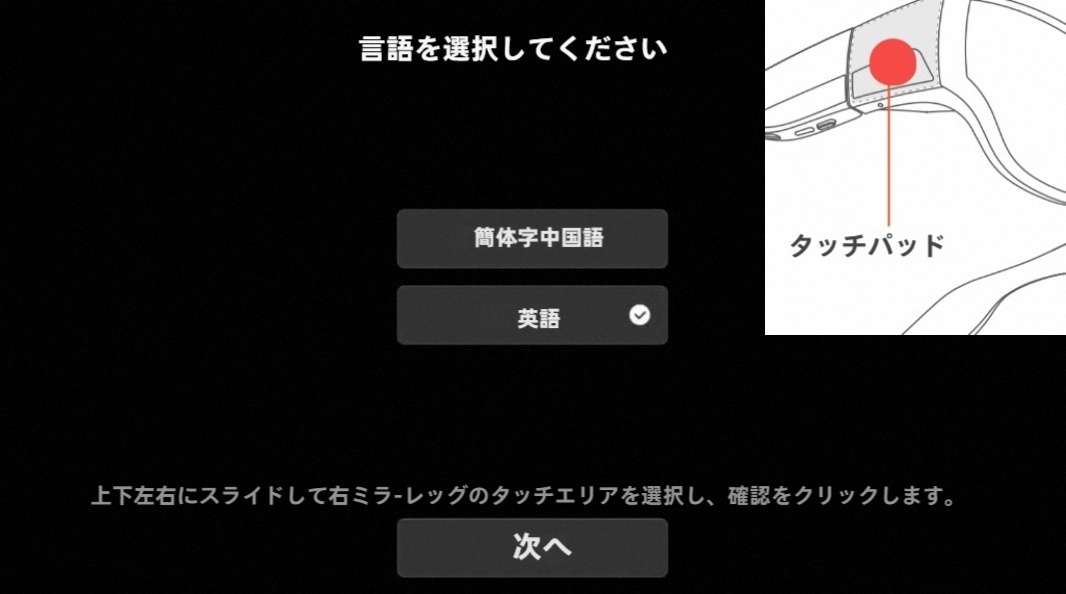 言語を選択してください
タッチパッド
簡体字中国語
英語
上下左右にスライドして右ミラ-レッグのタッチエリアを選択し、確認をクリックします。
次へ